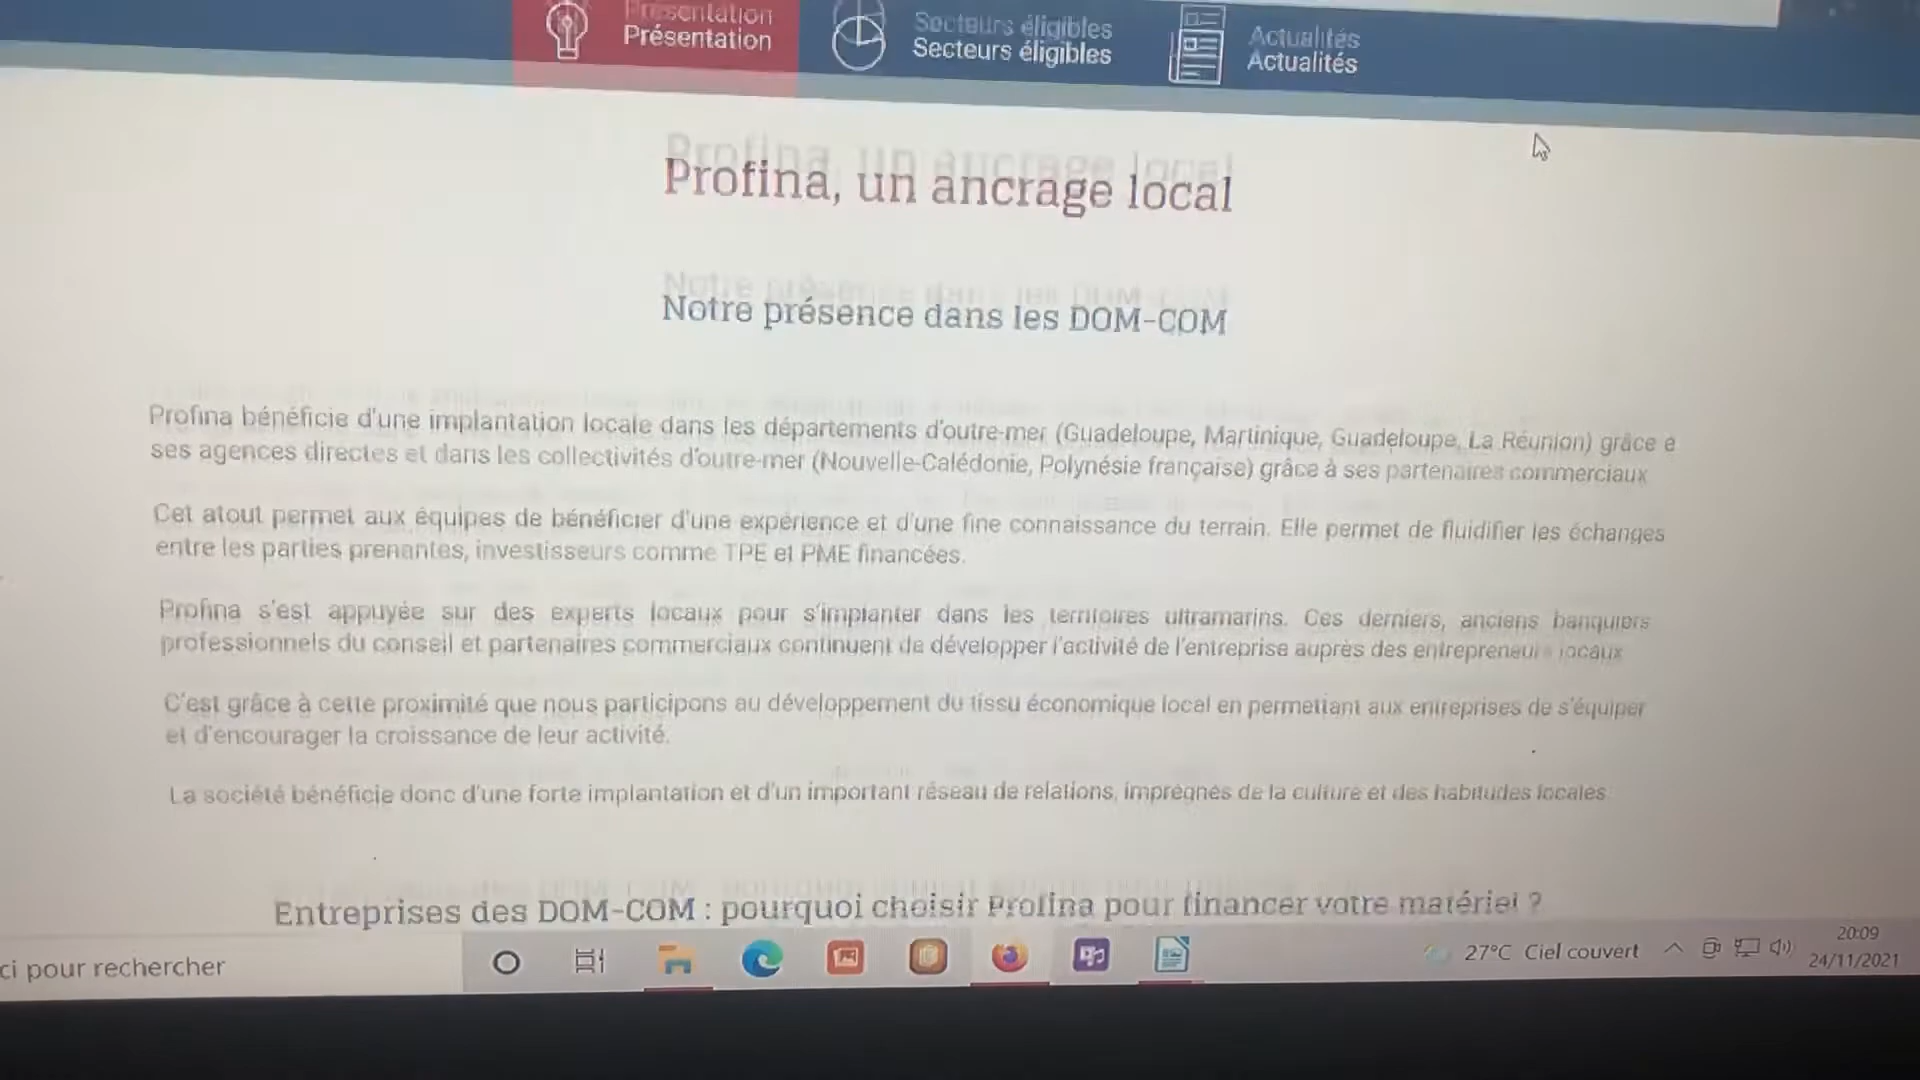 Présentation
Présentation
Secteurs éligibles
Secteurs éligibles
Actualités
Actualités
Profina, un ancrage local
Notre présence dans les DOM-COM
Profina bénéficie d'une implantation locale dans les départements d'outre-mer (Guadeloupe, Martinique, Guadeloupe, La Réunion) grâce
ses agences directes et dans les collectivités d'outre-mer (Nouvelle-Calédonie, Polynésie française) grâce à ses partenaires commerciaux
Cet atout permet aux équipes de bénéficier d'une expérience et d'une fine connaissance du terrain. Elle permet de fluidifier les échanges
entre les parties prenantes, investisseurs comme TPE et PME financées.
Profina s'est appuyée sur des experts locaux pour s'implanter dans les territoires ultramarins. Ces derniers, anciens banquiers
professionnels du conseil et partenaires commerciaux continuent de développer l'activité de l'entreprise auprès des entrepreneurs locaux
C'est grâce à cette proximité que nous participons au développement du tissu économique local en permettant aux entreprises de s'équiper
et d'encourager la croissance de leur activité.
La société bénéficie donc d'une forte implantation et d'un important réseau de relations, imprégnés de la culture et des habitudes locales
Entreprises des DOM-COM : pourquoi choisir Profina pour financer votre matériel ?
ci pour rechercher
27°C Ciel couvert
20:09
24/11/2021